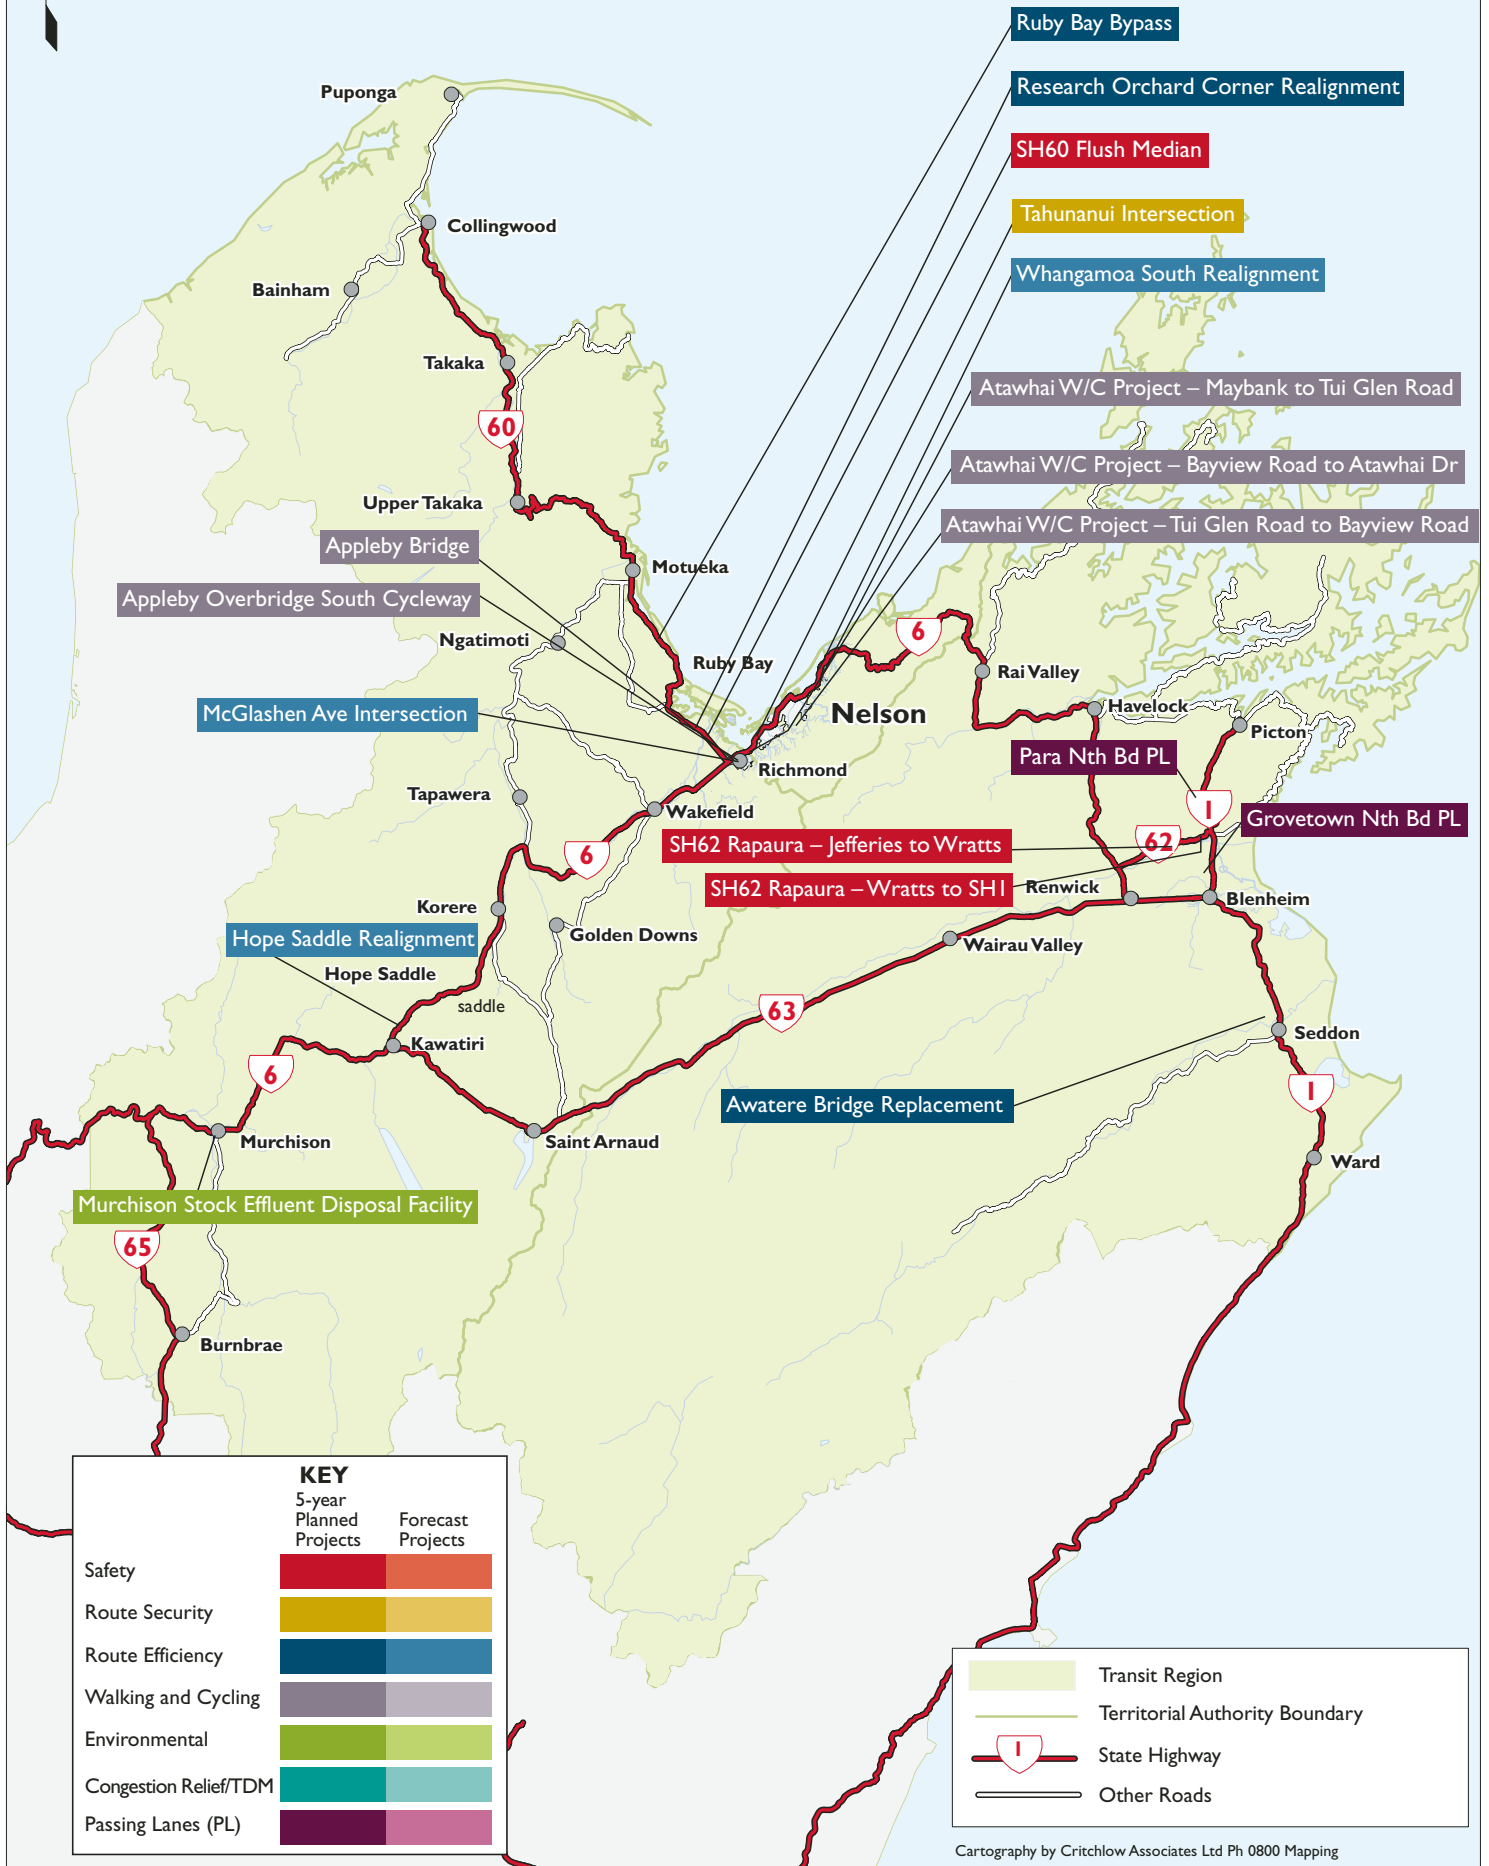 Ruby Bay Bypass
Research Orchard Corner Realignment
SH60 Flush Median
Tahunanui Intersection
Whangamoa South Realignment
Atawhai W/C Project – Maybank to Tui Glen Road
Atawhai W/C Project – Bayview Road to Atawhai Dr
Atawhai W/C Project – Tui Glen Road to Bayview Road
Puponga
Collingwood
Bainham
Takaka
60
Upper Takaka
Appleby Bridge
Motueka
Appleby Overbridge South Cycleway
Ngatimoti
6
Ruby Bay
Rai Valley
McGlashen Ave Intersection
Nelson
Havelock
Picton
Para Nth Bd PL
Richmond
Tapawera
Wakefield
1
Grovetown Nth Bd PL
SH62 Rapaura – Jefferies to Wratts
62
6
SH62 Rapaura – Wratts to SH1
Renwick
Blenheim
Korere
Golden Downs
Hope Saddle Realignment
Wairau Valley
Hope Saddle
saddle
63
Kawatiri
Seddon
6
1
Awatere Bridge Replacement
Murchison
Saint Arnaud
Ward
Murchison Stock Effluent Disposal Facility
65
Burnbrae
KEY
5-year
Planned
Projects
Forecast
Projects
Safety
Route Security
Route Efficiency
Walking and Cycling
Environmental
Congestion Relief/TDM
Passing Lanes (PL)
Transit Region
Territorial Authority Boundary
1
State Highway
Other Roads
Cartography by Critchlow Associates Ltd Ph 0800 Mapping